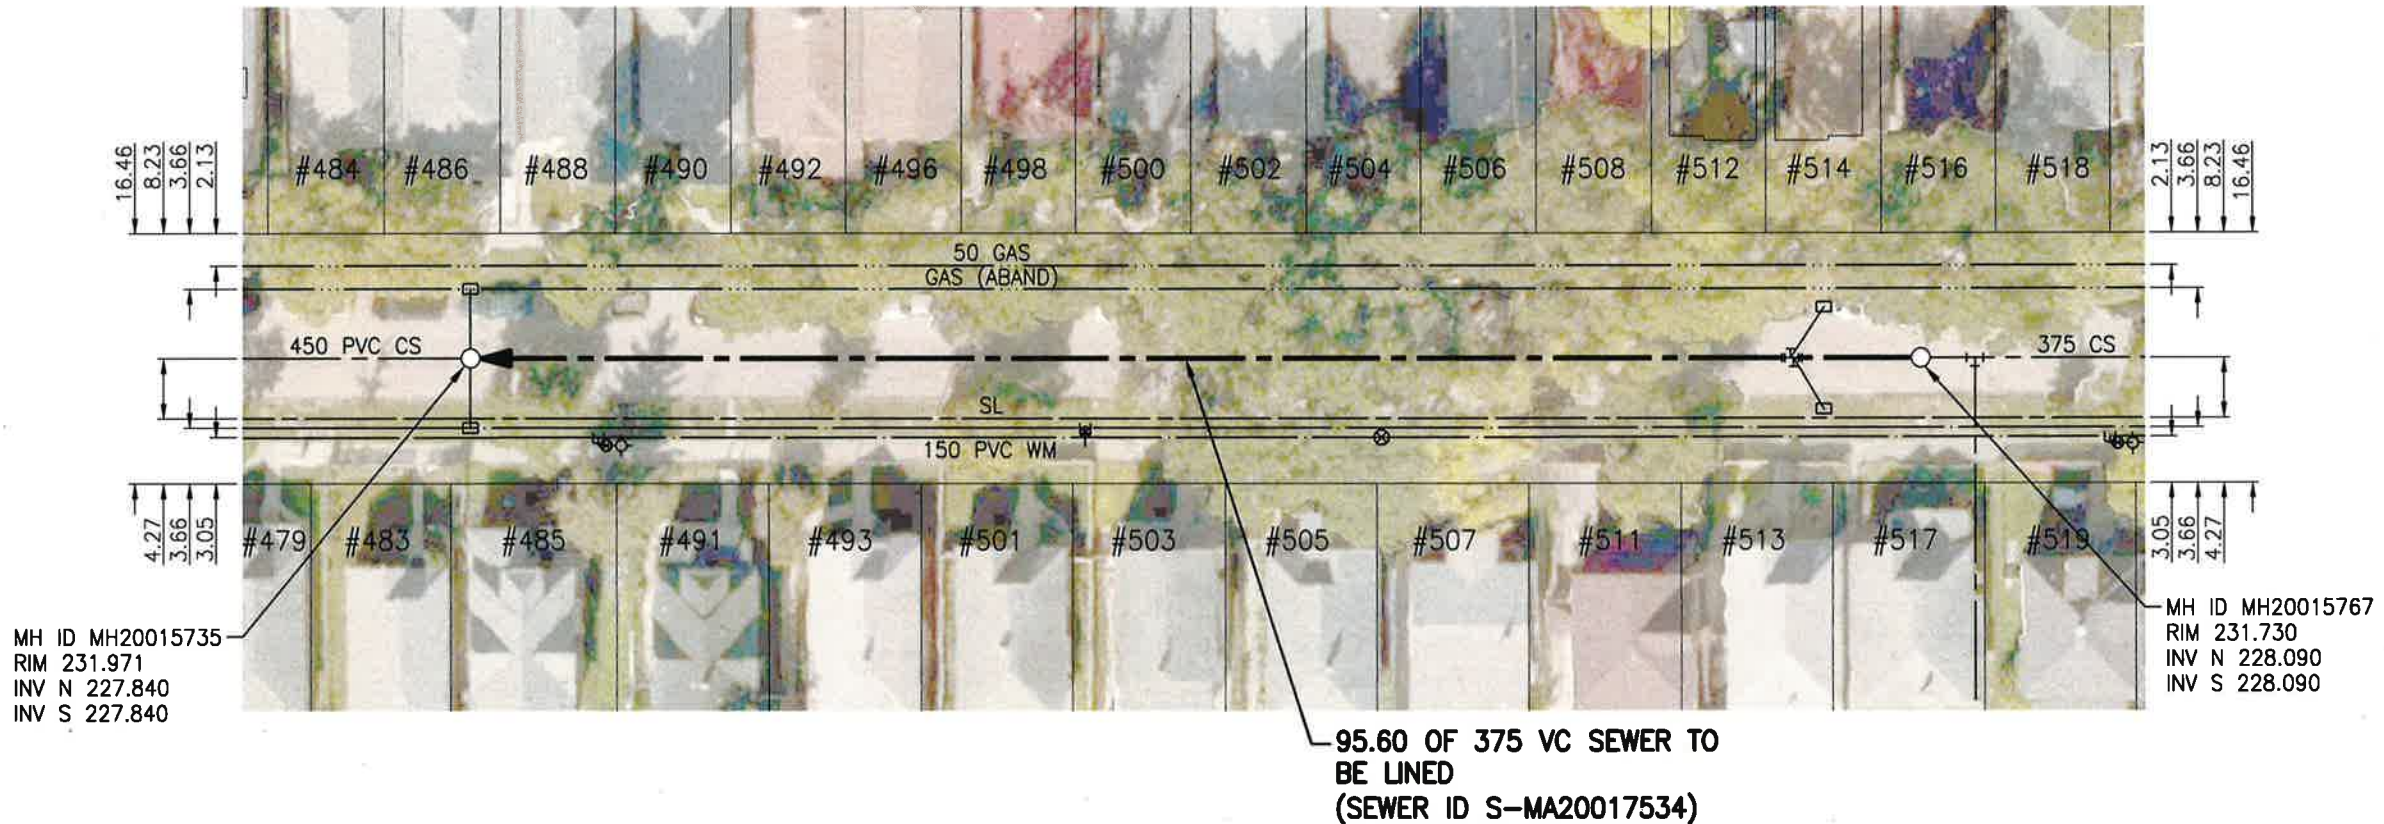 16.46
8.23
3.66
2.13
#484
#486
#488
#490
#492
#496
#498
#500
#502
#504
#506
#508
#512
#514
#516
#518
2.13
3.66
8.23
16.46
50 GAS
GAS (ABAND)
450 PVC CS
375 CS
SL
150 PVC WM
4.27
3.66
3.05
#479
#483
#485
#491
#493
#501
#503
#505
#507
#511
#513
#517
#519
3.05
3.66
4.27
MH ID MH20015735
RIM 231.971
INV N 227.840
INV S 227.840
MH ID MH20015767
RIM 231.730
INV N 228.090
INV S 228.090
95.60 OF 375 VC SEWER TO
BE LINED
(SEWER ID S-MA20017534)